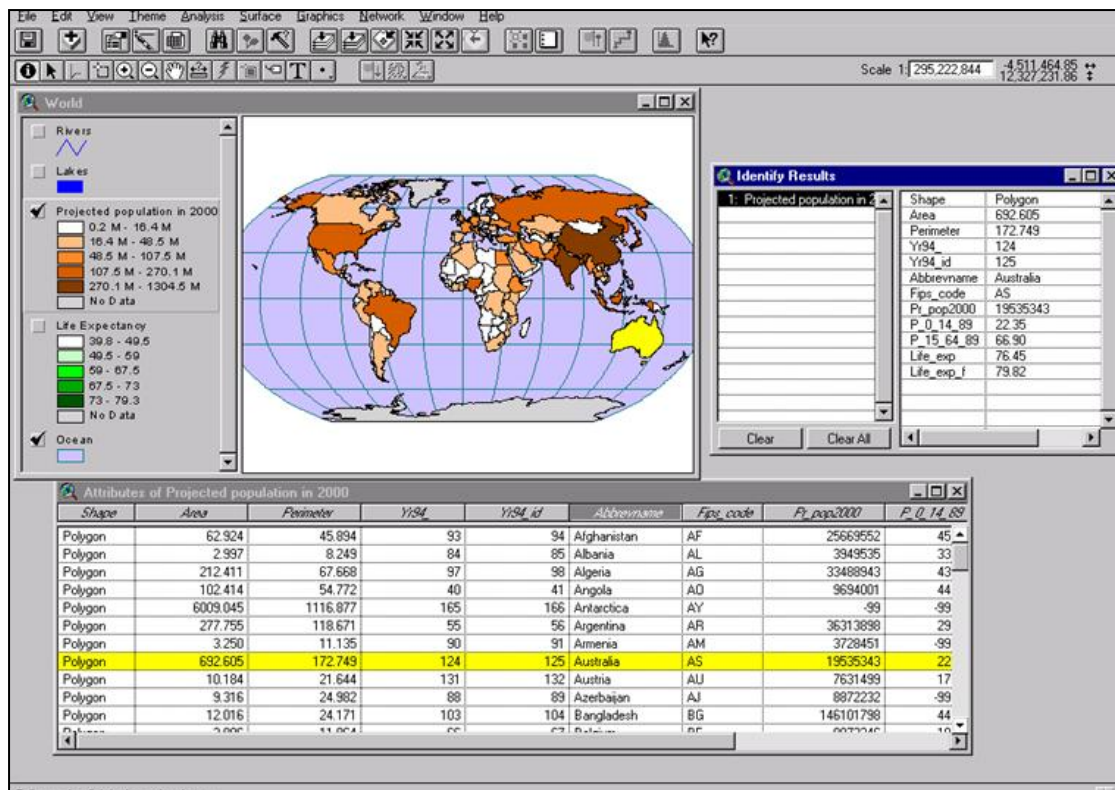 File Edit View Theme Analysis Surface Graphics Network Window Help
Scale 1: 295,222,844 -4,511,464.85
12,327,231.86
World
Rivers
Lakes
Projected population in 2000
0.2 M - 16.4 M
16.4 M - 48.5 M
48.5 M - 107.5 M
107.5 M - 270.1 M
270.1 M - 1304.5 M
No Data
Life Expectancy
39.8 - 49.5
49.5 - 59
59 - 67.5
67.5 - 73
73 - 79.3
No Data
Ocean
Identify Results
1: Projected population in 2
Shape Polygon
Area 692.605
Perimeter 172.749
Yr94_ 124
Yr94_id 125
Abbrevname Australia
Fips_code AS
Pr_pop2000 19535343
P_0_14_89 22.35
P_15_64_89 66.90
Life_exp 76.45
Life_exp_f 79.82
Clear Clear All
Attributes of Projected population in 2000
Shape Area Perimeter Yr94_ Yr94_id Abbrevname Fips_code Pr_pop2000 P_0_14_89
Polygon 62.924 45.894 93 94 Afghanistan AF 25669552 45
Polygon 2.997 8.249 84 85 Albania AL 3949535 33
Polygon 212.411 67.668 97 98 Algeria AG 33488943 43
Polygon 102.414 54.772 40 41 Angola AO 9694001 44
Polygon 6009.045 1116.877 165 166 Antarctica AY -99 -99
Polygon 277.755 118.671 55 56 Argentina AR 36313898 29
Polygon 3.250 11.135 90 91 Armenia AM 3728451 -99
Polygon 692.605 172.749 124 125 Australia AS 19535343 22
Polygon 10.184 21.644 131 132 Austria AU 7631499 17
Polygon 9.316 24.982 88 89 Azerbaijan AJ 8872232 -99
Polygon 12.016 24.171 103 104 Bangladesh BG 146101798 44